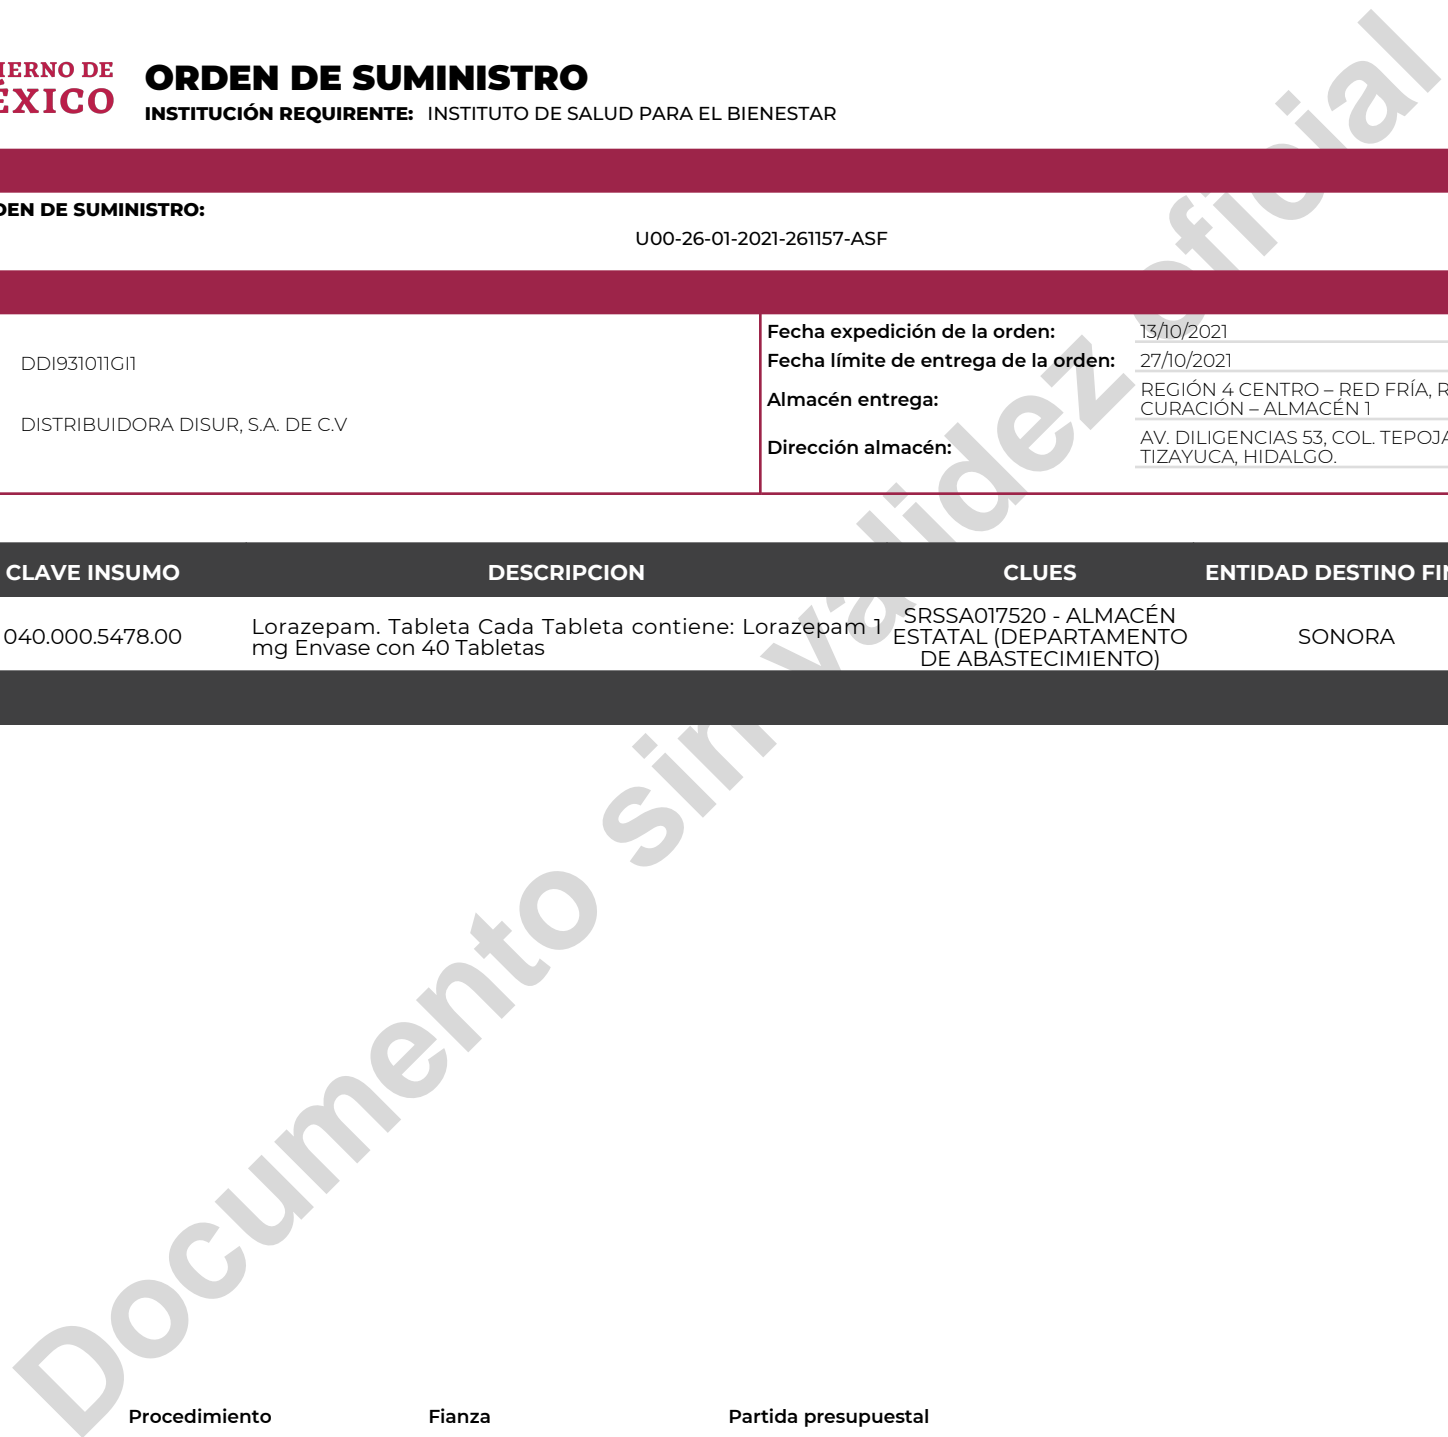 IERNO DE
ÉXICO
ORDEN DE SUMINISTRO
INSTITUCIÓN REQUIRENTE: INSTITUTO DE SALUD PARA EL BIENESTAR
DEN DE SUMINISTRO:
U00-26-01-2021-261157-ASF
DDI931011GI1
DISTRIBUIDORA DISUR, S.A. DE C.V
Fecha expedición de la orden: 13/10/2021
Fecha límite de entrega de la orden: 27/10/2021
Almacén entrega: REGIÓN 4 CENTRO – RED FRÍA, R
CURACIÓN – ALMACÉN 1
Dirección almacén: AV. DILIGENCIAS 53, COL. TEPOJA
TIZAYUCA, HIDALGO.
CLAVE INSUMO DESCRIPCION CLUES ENTIDAD DESTINO FIN
040.000.5478.00
Lorazepam. Tableta Cada Tableta contiene: Lorazepam 1
mg Envase con 40 Tabletas
SRSSA017520 - ALMACÉN
ESTATAL (DEPARTAMENTO
DE ABASTECIMIENTO)
SONORA
Documento sin validez oficial
Procedimiento Fianza Partida presupuestal